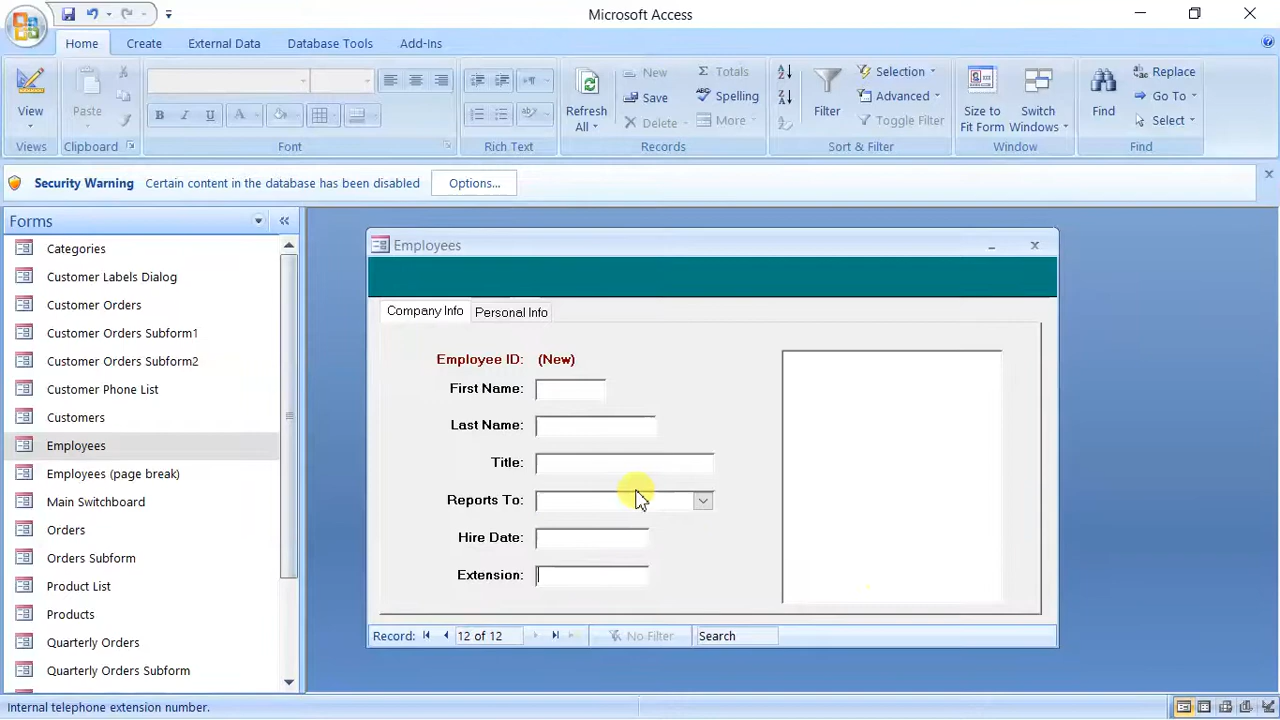 Microsoft Access
Home Create External Data Database Tools Add-Ins
View
Views
Paste
Clipboard
B I U A
Font
Rich Text
Refresh All
New
Save
Delete
Totals
Spelling
More
Records
Filter
Selection
Advanced
Toggle Filter
Sort & Filter
Size to Fit Form
Switch Windows
Window
Find
Replace
Go To
Select
Find
Security Warning Certain content in the database has been disabled Options...
Forms
Categories
Customer Labels Dialog
Customer Orders
Customer Orders Subform1
Customer Orders Subform2
Customer Phone List
Customers
Employees
Employees (page break)
Main Switchboard
Orders
Orders Subform
Product List
Products
Quarterly Orders
Quarterly Orders Subform
Employees
Company Info Personal Info
Employee ID: (New)
First Name:
Last Name:
Title:
Reports To:
Hire Date:
Extension:
Record: 12 of 12 No Filter Search
Internal telephone extension number.